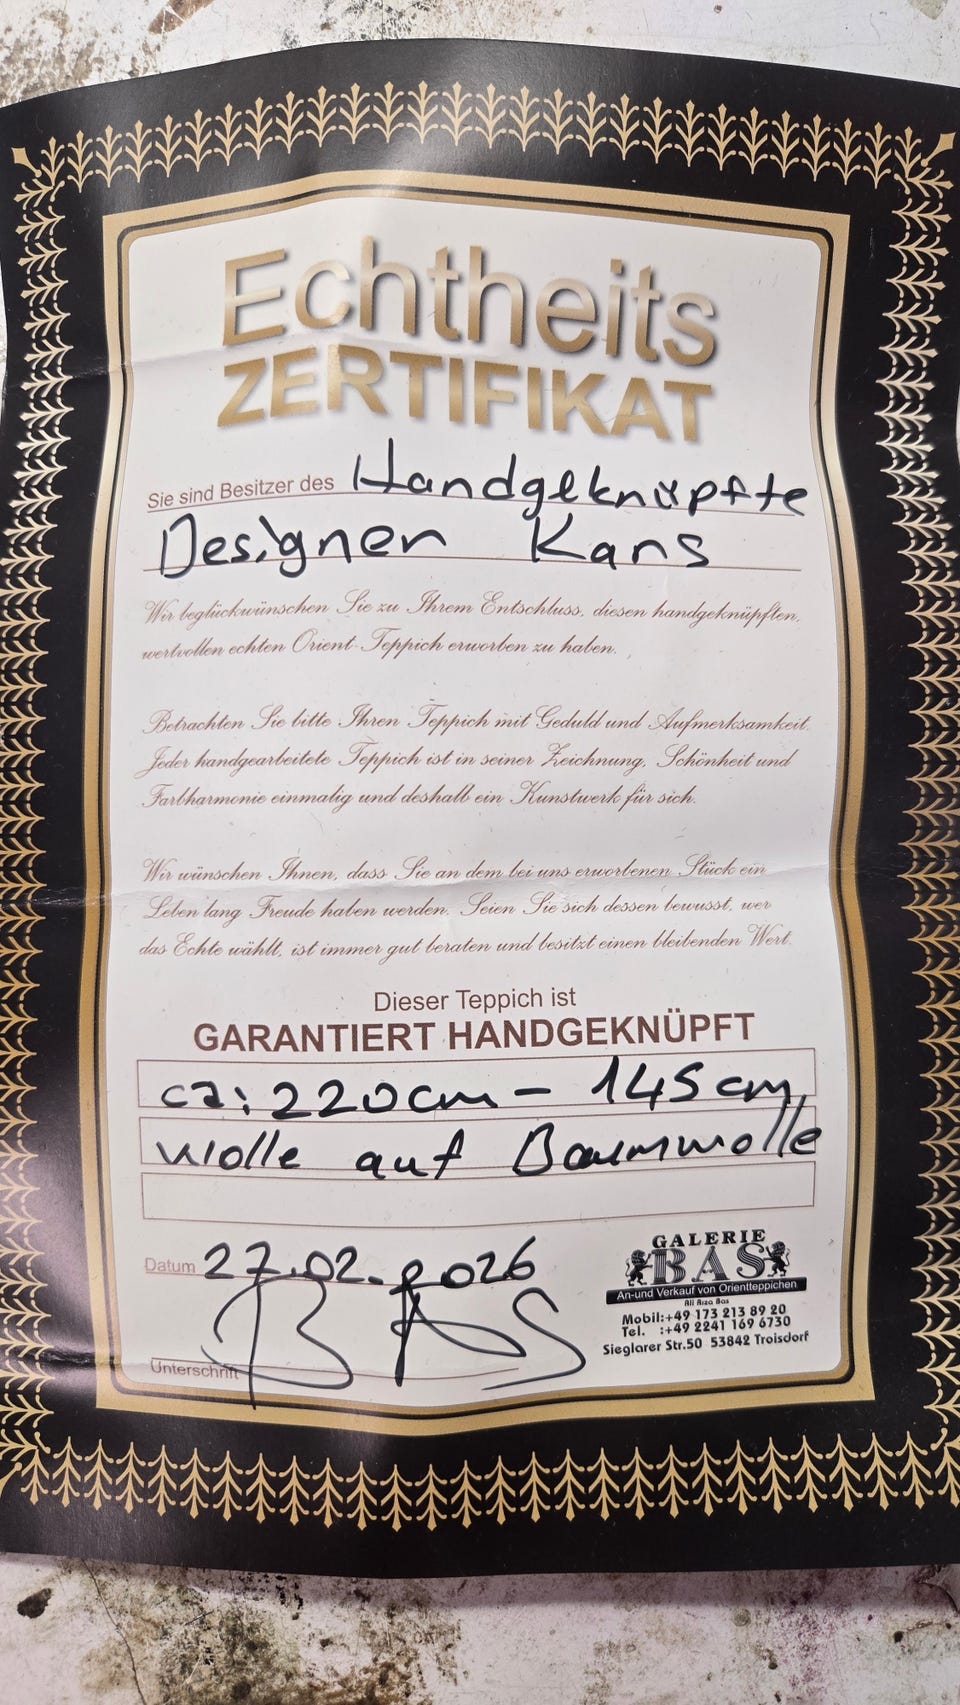 Echtheits
ZERTIFIKAT
Sie sind Besitzer des Handgeknüpfte
Designer Kans
Wir beglückwünschen Sie zu Ihrem Entschluss, diesen handgeknüpften,
wertvollen echten Orient-Teppich erworben zu haben.
Betrachten Sie bitte Ihren Teppich mit Geduld und Aufmerksamkeit.
Jeder handgearbeitete Teppich ist in seiner Zeichnung, Schönheit und
Farbharmonie einmalig und deshalb ein Kunstwerk für sich.
Wir wünschen Ihnen, dass Sie an dem bei uns erworbenen Stück ein
Leben lang Freude haben werden. Seien Sie sich dessen bewusst, wer
das Echte wählt, ist immer gut beraten und besitzt einen bleibenden Wert.
Dieser Teppich ist
GARANTIERT HANDGEKNÜPFT
ca: 220cm - 145cm
Wolle auf Baumwolle
Datum 27.02.2026
BAS
Unterschrift
GALERIE
BAS
An-und Verkauf von Orientteppichen
Ali Riza Bas
Mobil:+49 173 213 89 20
Tel. :+49 2241 169 6730
Sieglarer Str.50 53842 Troisdorf